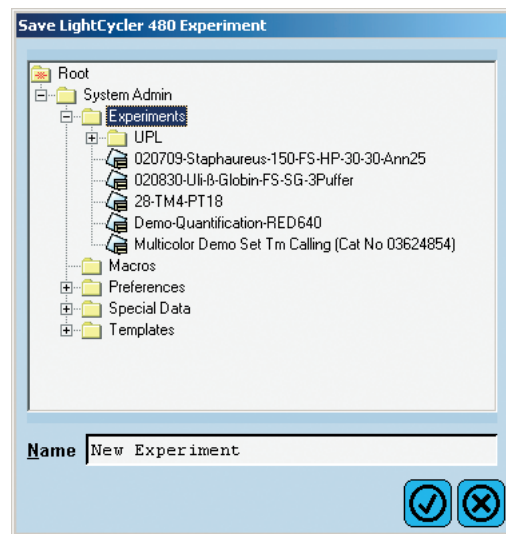 Save LightCycler 480 Experiment
Root
System Admin
Experiments
UPL
020709-Staphaureus-150-FS-HP-30-30-Ann25
020830-Uli-ß-Globin-FS-SG-3Puffer
28-TM4-PT18
Demo-Quantification-RED640
Multicolor Demo Set Tm Calling (Cat No 03624854)
Macros
Preferences
Special Data
Templates
Name New Experiment